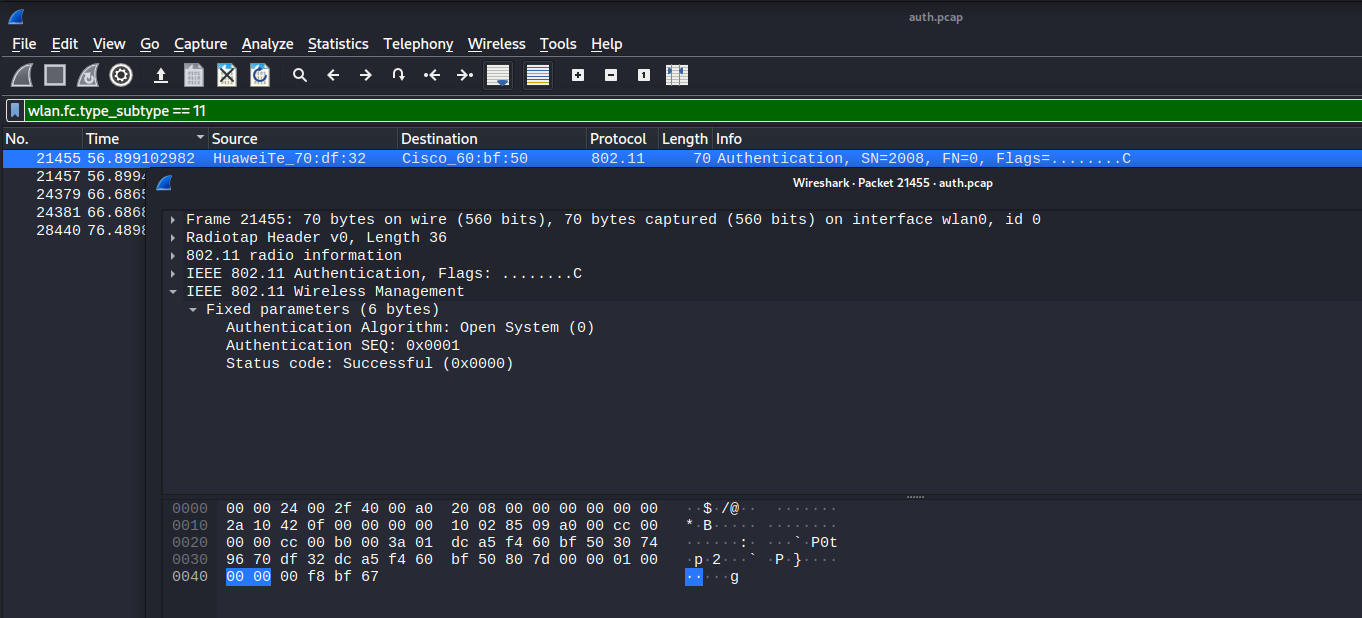 auth.pcap
File Edit View Go Capture Analyze Statistics Telephony Wireless Tools Help
wlan.fc.type_subtype == 11
No. Time Source Destination Protocol Length Info
21455 56.899102982 HuaweiTe_70:df:32 Cisco_60:bf:50 802.11 70 Authentication, SN=2008, FN=0, Flags=........C
21457 56.8994
24379 66.6865
24381 66.6868
28440 76.4898
Wireshark · Packet 21455 · auth.pcap
Frame 21455: 70 bytes on wire (560 bits), 70 bytes captured (560 bits) on interface wlan0, id 0
Radiotap Header v0, Length 36
802.11 radio information
IEEE 802.11 Authentication, Flags: ........C
IEEE 802.11 Wireless Management
Fixed parameters (6 bytes)
Authentication Algorithm: Open System (0)
Authentication SEQ: 0x0001
Status code: Successful (0x0000)
0000 00 00 24 00 2f 40 00 a0 20 08 00 00 00 00 00 00 ··$·/@·· ·······
0010 2a 10 42 0f 00 00 00 00 10 02 85 09 a0 00 cc 00 *·B····· ········
0020 00 00 cc 00 b0 00 3a 01 dc a5 f4 60 bf 50 30 74 ······:· ···`·P0t
0030 96 70 df 32 dc a5 f4 60 bf 50 80 7d 00 00 01 00 ·p·2···` ·P·}····
0040 00 00 00 f8 bf 67 ·····g